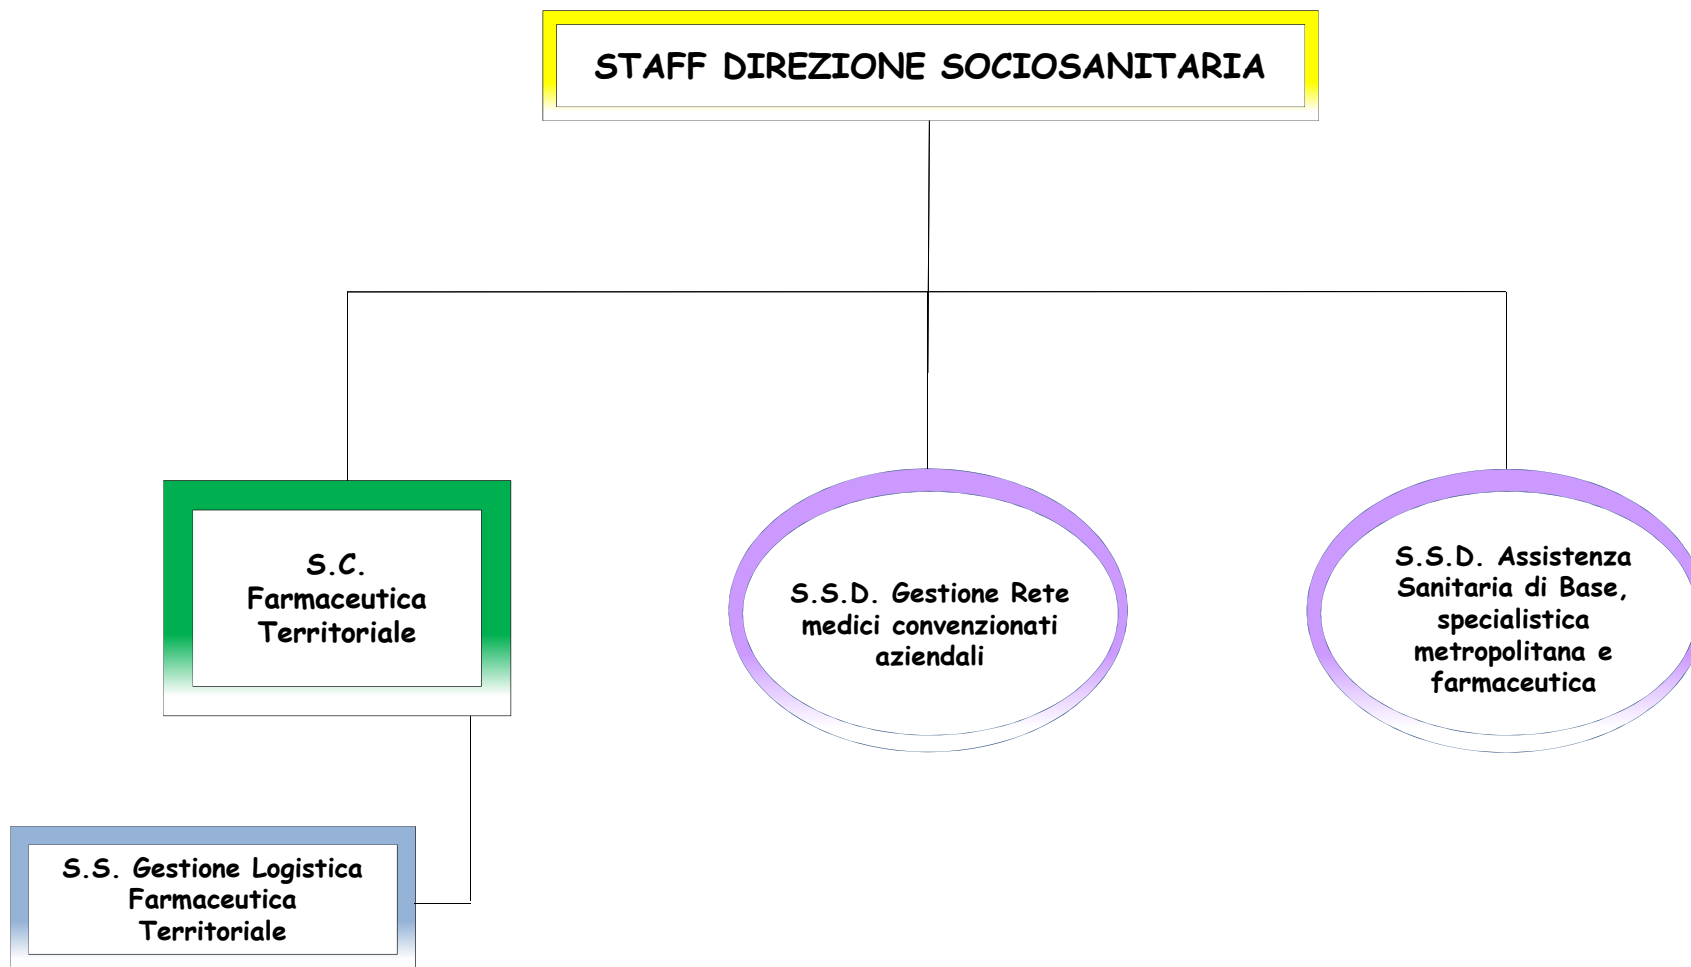 STAFF DIREZIONE SOCIOSANITARIA
S.C.
Farmaceutica
Territoriale
S.S.D. Gestione Rete
medici convenzionati
aziendali
S.S.D. Assistenza
Sanitaria di Base,
specialistica
metropolitana e
farmaceutica
S.S. Gestione Logistica
Farmaceutica
Territoriale